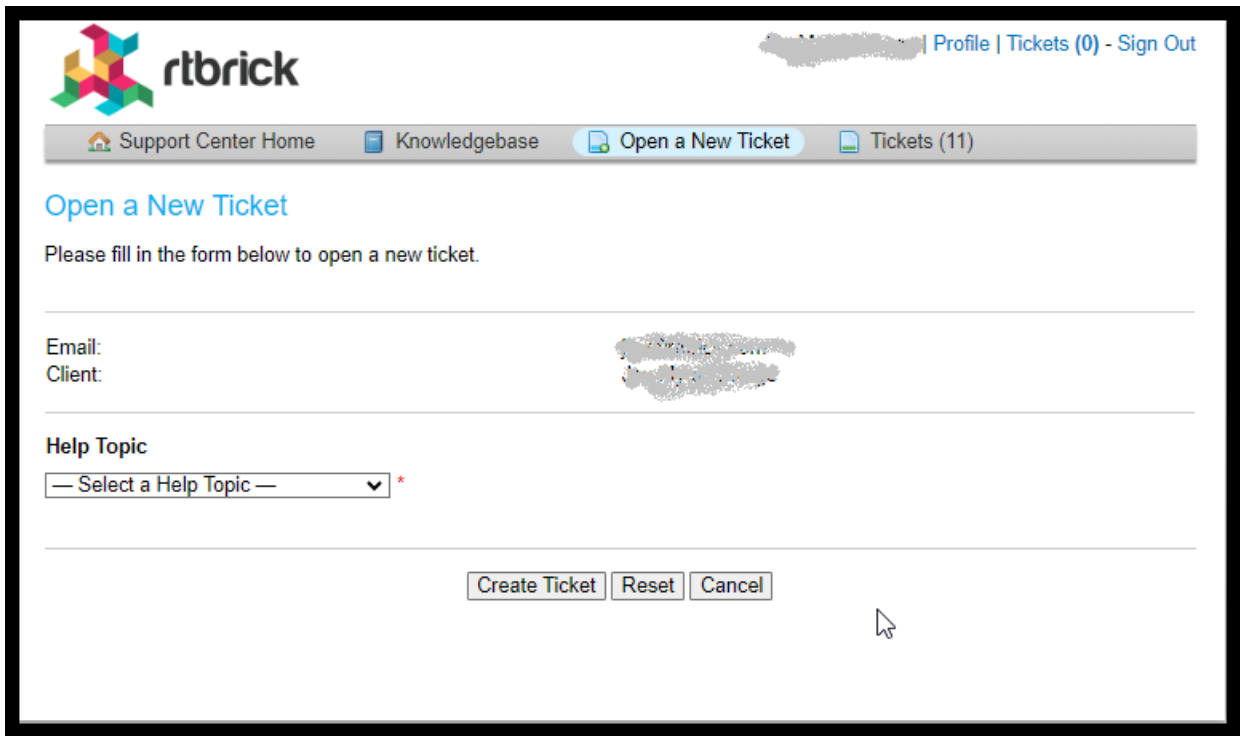 rtbrick
| Profile | Tickets (0) - Sign Out
Support Center Home Knowledgebase Open a New Ticket Tickets (11)
Open a New Ticket
Please fill in the form below to open a new ticket.
Email:
Client:
Help Topic
— Select a Help Topic — *
Create Ticket Reset Cancel